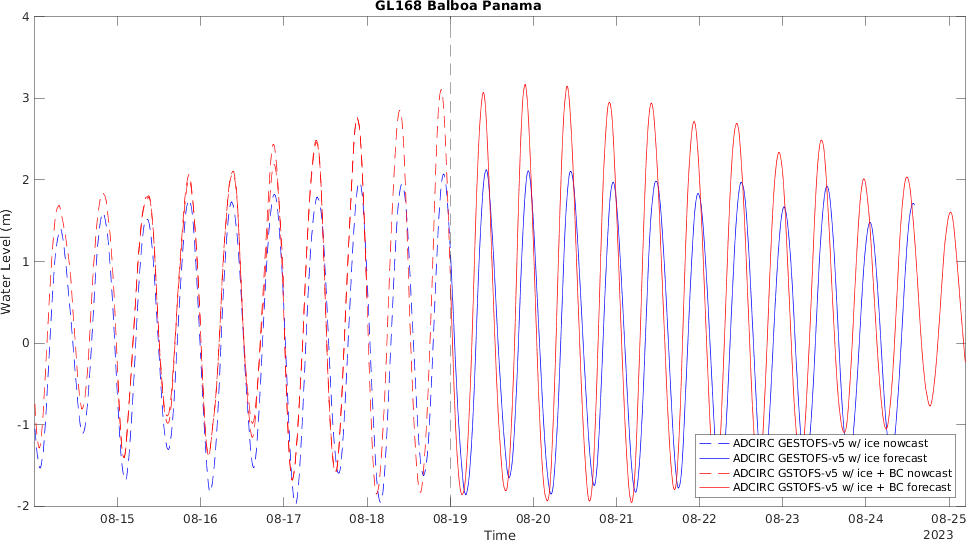 GL168 Balboa Panama
4
3
2
1
0
-1
-2
Water Level (m)
ADCIRC GESTOFS-v5 w/ ice nowcast
ADCIRC GESTOFS-v5 w/ ice forecast
ADCIRC GSTOFS-v5 w/ ice + BC nowcast
ADCIRC GSTOFS-v5 w/ ice + BC forecast
08-15 08-16 08-17 08-18 08-19 08-20 08-21 08-22 08-23 08-24 08-25
Time
2023